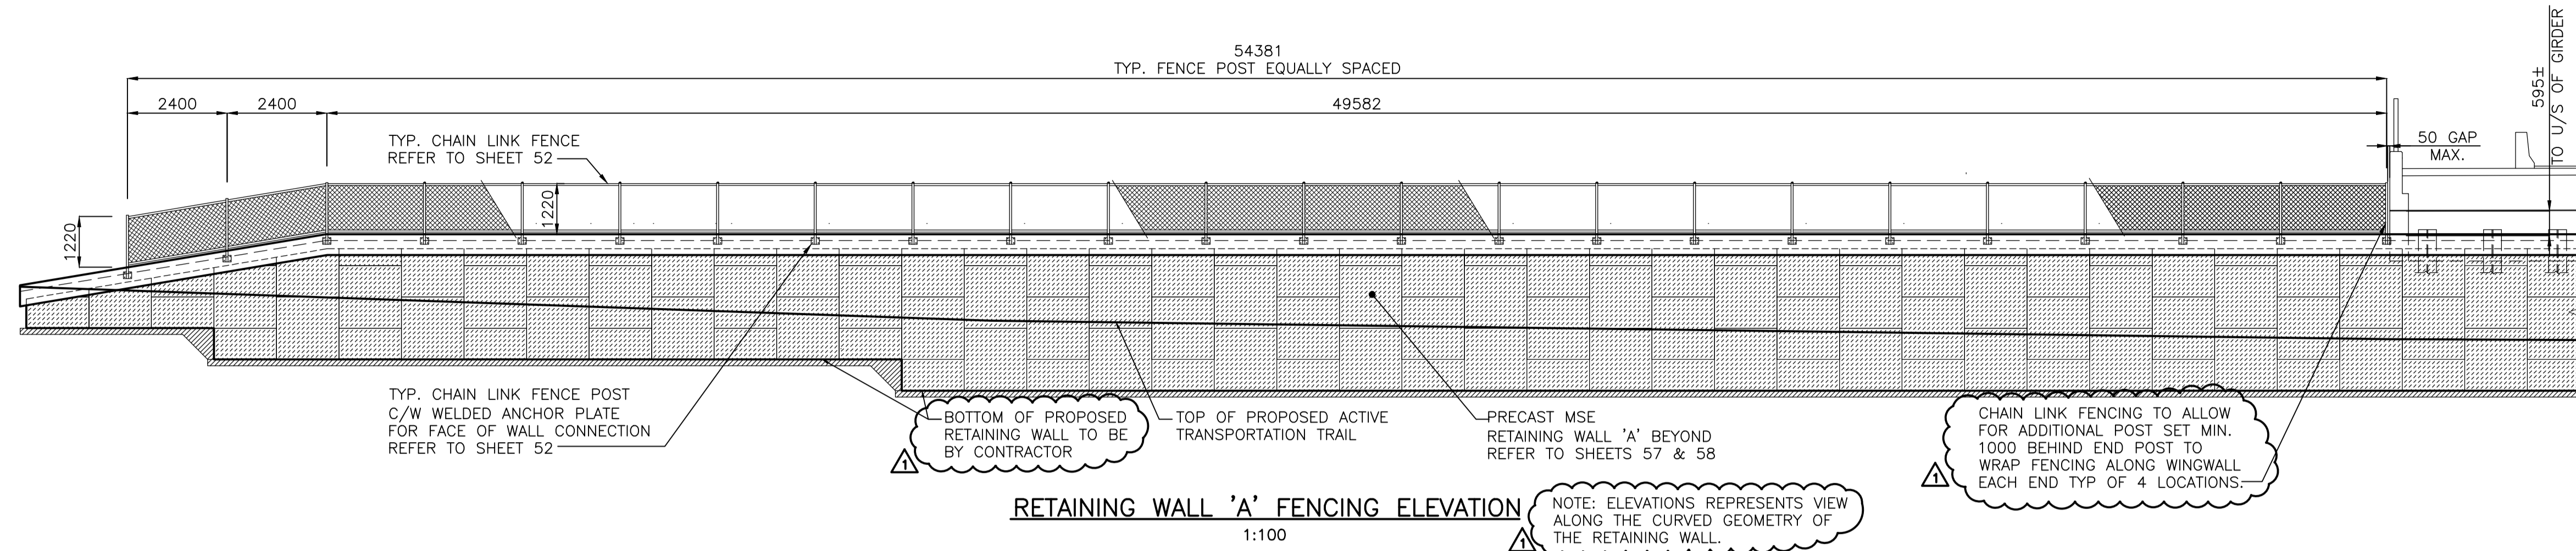 54381
TYP. FENCE POST EQUALLY SPACED
2400
2400
49582
TYP. CHAIN LINK FENCE
REFER TO SHEET 52
1220
1220
50 GAP
MAX.
595±
TO U/S OF GIRDER
TYP. CHAIN LINK FENCE POST
C/W WELDED ANCHOR PLATE
FOR FACE OF WALL CONNECTION
REFER TO SHEET 52
1
BOTTOM OF PROPOSED
RETAINING WALL TO BE
BY CONTRACTOR
TOP OF PROPOSED ACTIVE
TRANSPORTATION TRAIL
PRECAST MSE
RETAINING WALL 'A' BEYOND
REFER TO SHEETS 57 & 58
1
CHAIN LINK FENCING TO ALLOW
FOR ADDITIONAL POST SET MIN.
1000 BEHIND END POST TO
WRAP FENCING ALONG WINGWALL
EACH END TYP OF 4 LOCATIONS.
RETAINING WALL 'A' FENCING ELEVATION
1:100
1
NOTE: ELEVATIONS REPRESENTS VIEW
ALONG THE CURVED GEOMETRY OF
THE RETAINING WALL.